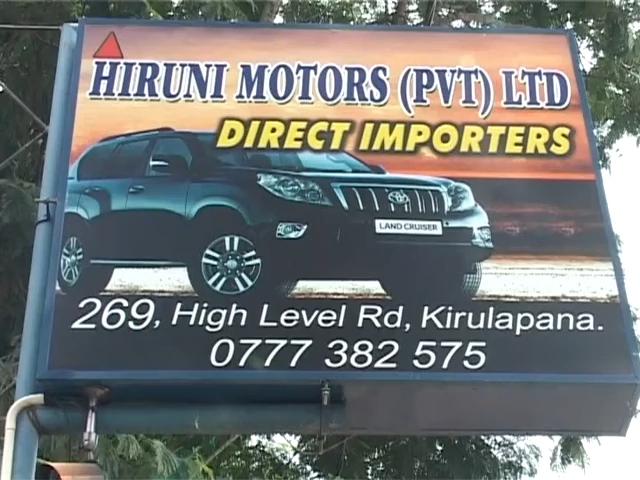 HIRUNI MOTORS (PVT) LTD
DIRECT IMPORTERS
LAND CRUISER
269, High Level Rd, Kirulapana.
0777 382 575